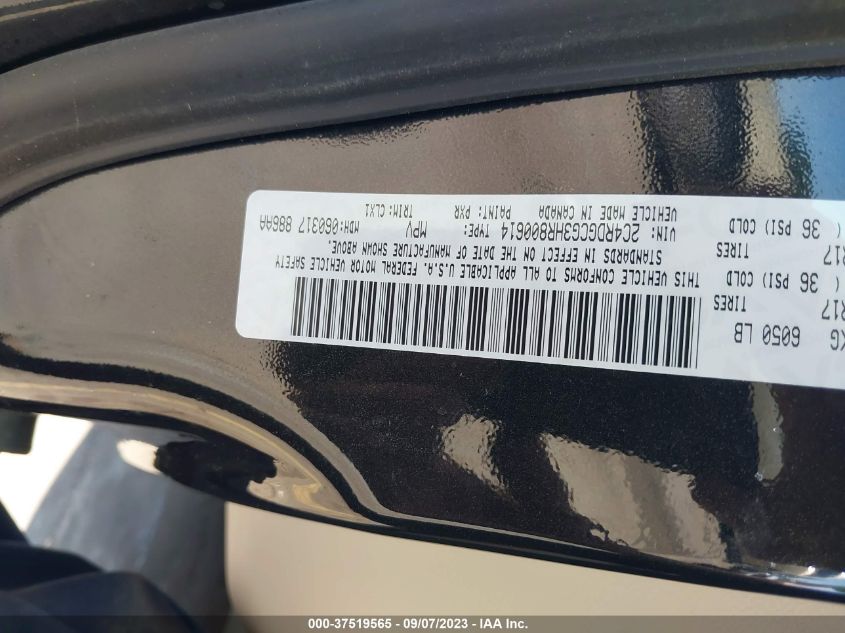 KG 6050 LB
R17 TIRES
( 36 PSI) COLD
R17 TIRES
( 36 PSI) COLD
THIS VEHICLE CONFORMS TO ALL APPLICABLE U.S.A. FEDERAL MOTOR VEHICLE SAFETY
STANDARDS IN EFFECT ON THE DATE OF MANUFACTURE SHOWN ABOVE.
VIN: 2C4RDGCG3HR800614 TYPE: MPV MDH:060317 886AA
VEHICLE MADE IN CANADA PAINT: PXR TRIM:CLX1
000-37519565 - 09/07/2023 - IAA Inc.